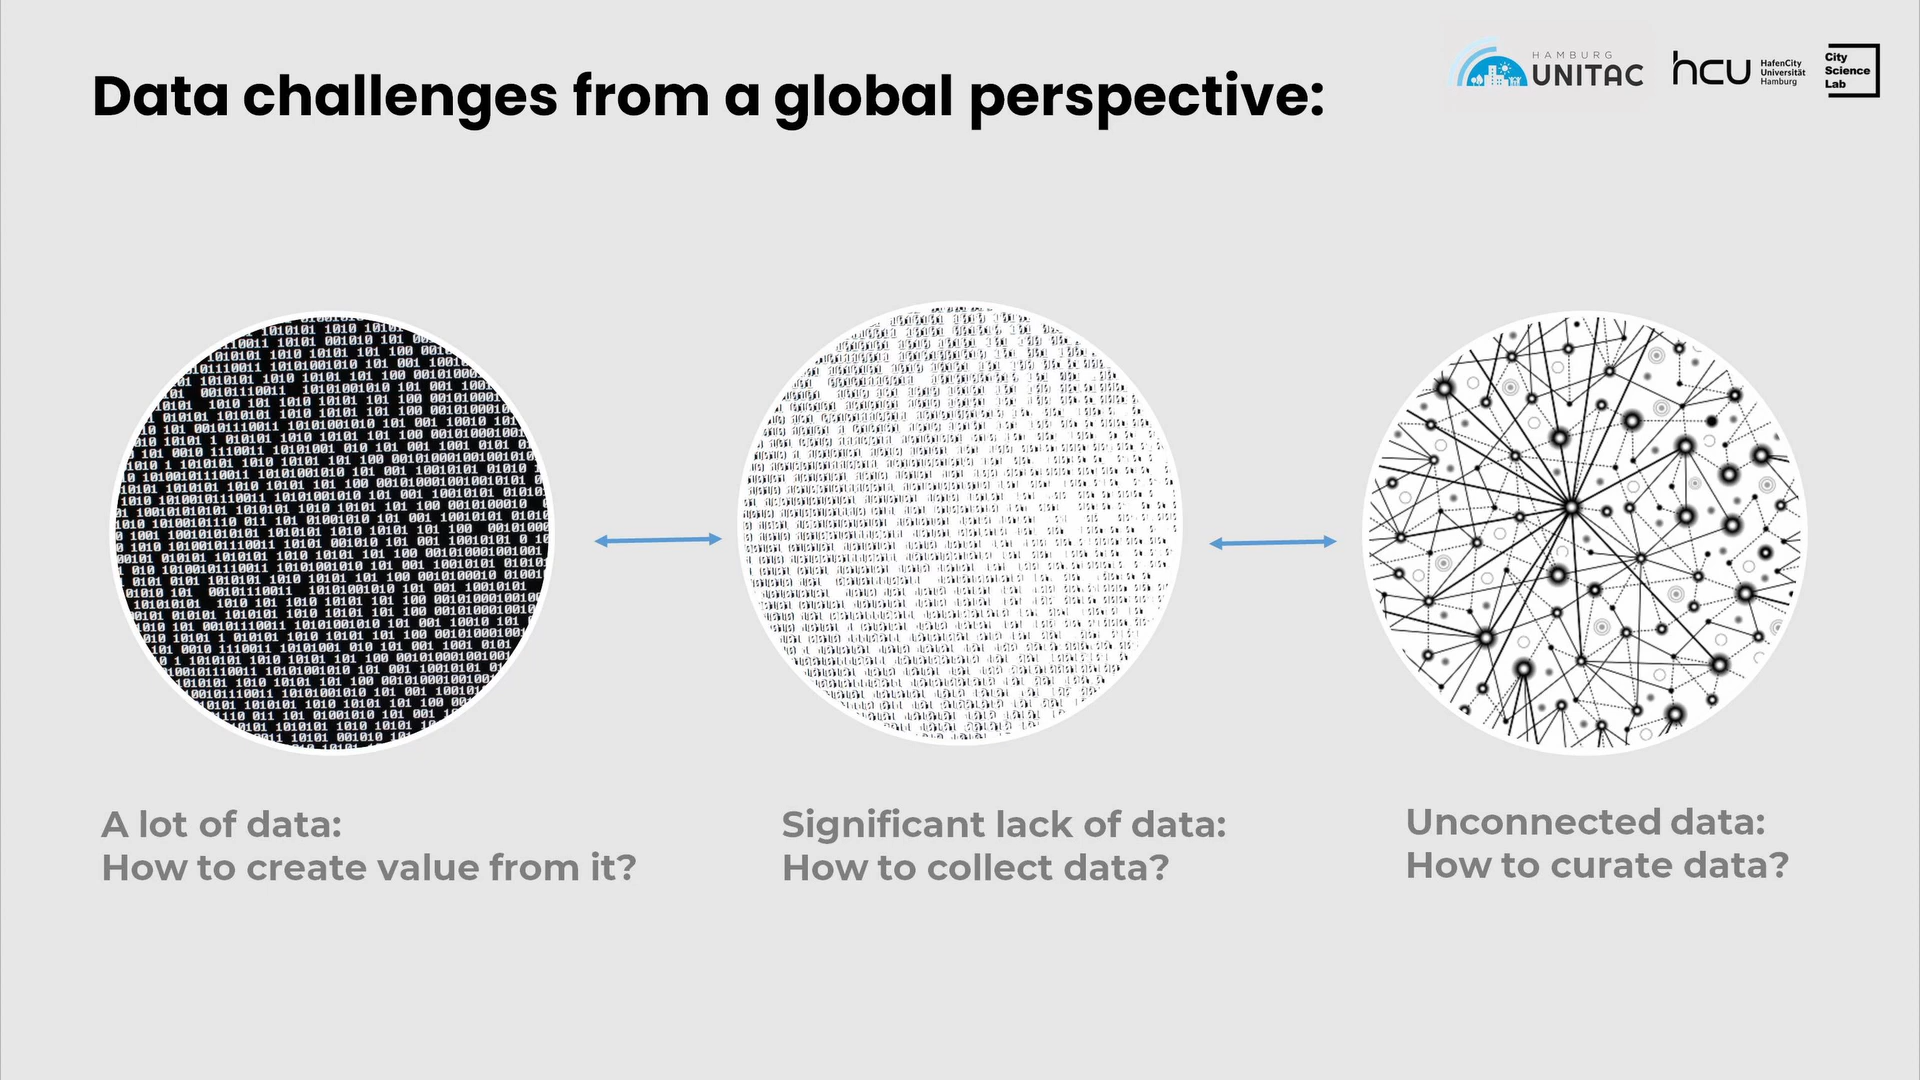 Data challenges from a global perspective:
HAMBURG
UNITAC
hcu
HafenCity
Universität
Hamburg
City
Science
Lab
A lot of data:
How to create value from it?
Significant lack of data:
How to collect data?
Unconnected data:
How to curate data?